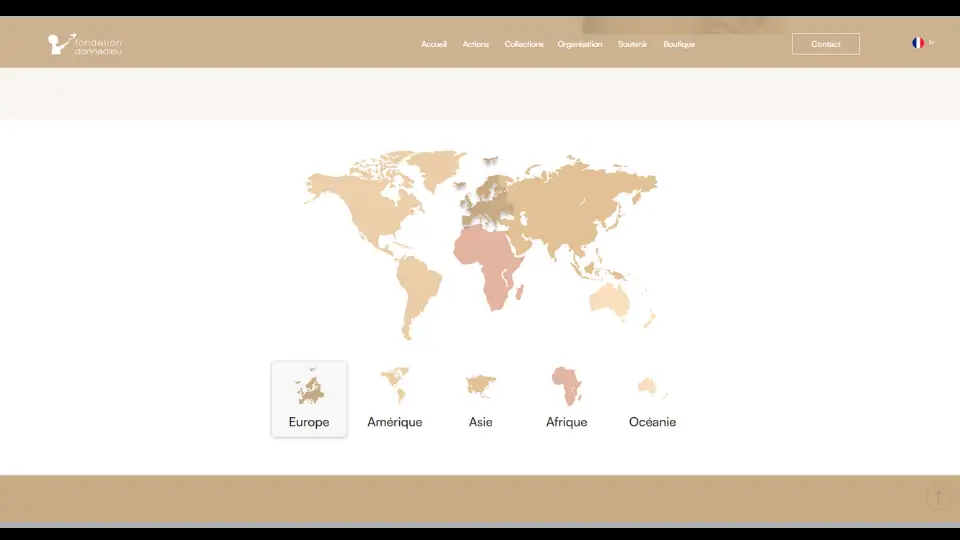 fondation
donnadieu
Accueil Actions Collections Organisation Soutenir Boutique Contact Fr
Europe Amérique Asie Afrique Océanie